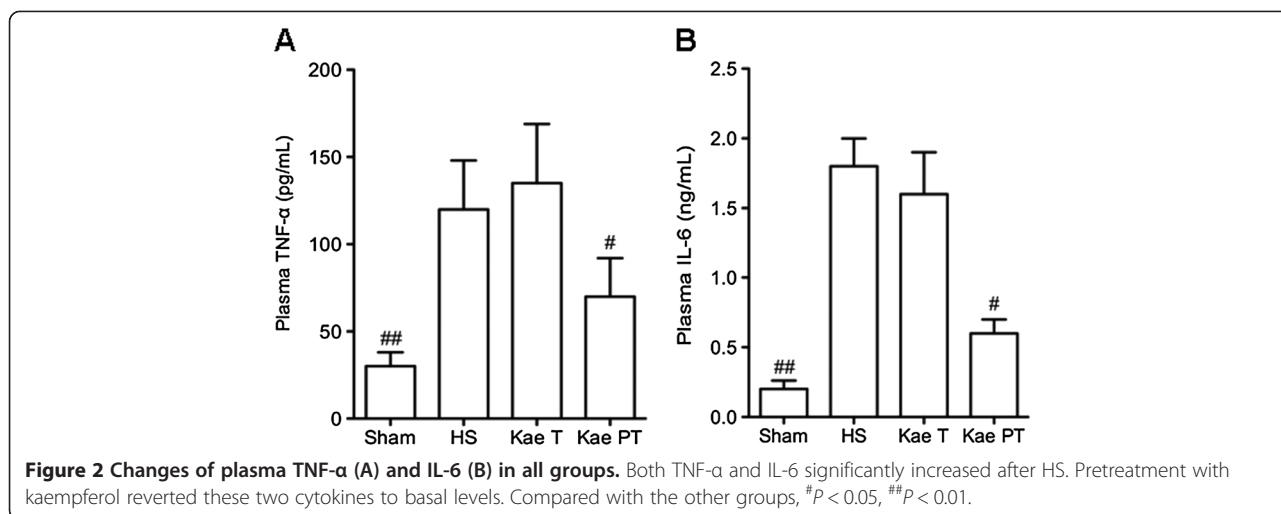 A
200
150
100
50
0
Plasma TNF-α (pg/mL)
##
#
Sham HS Kae T Kae PT
B
2.5
2.0
1.5
1.0
0.5
0.0
Plasma IL-6 (ng/mL)
##
#
Sham HS Kae T Kae PT
Figure 2 Changes of plasma TNF-α (A) and IL-6 (B) in all groups. Both TNF-α and IL-6 significantly increased after HS. Pretreatment with
kaempferol reverted these two cytokines to basal levels. Compared with the other groups, #P < 0.05, ##P < 0.01.